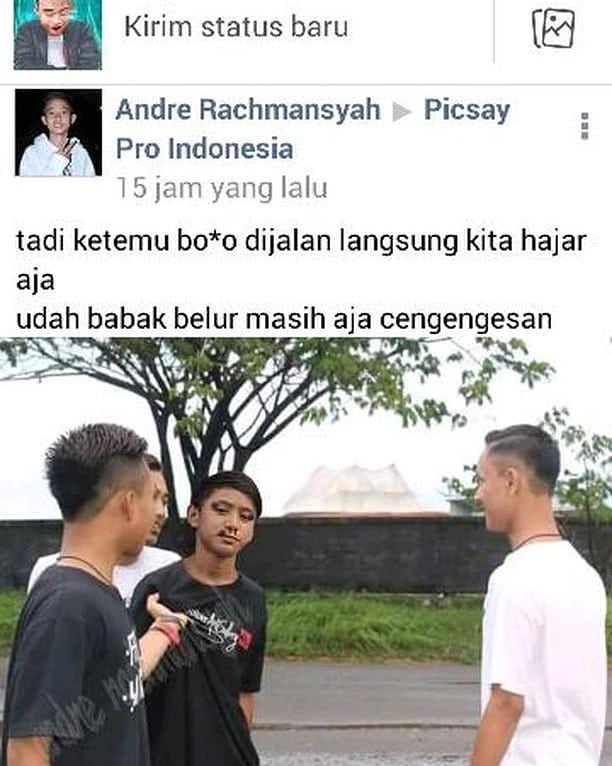 Kirim status baru
Andre Rachmansyah ▶ Picsay
Pro Indonesia
15 jam yang lalu
tadi ketemu bo*o dijalan langsung kita hajar
aja
udah babak belur masih aja cengengesan